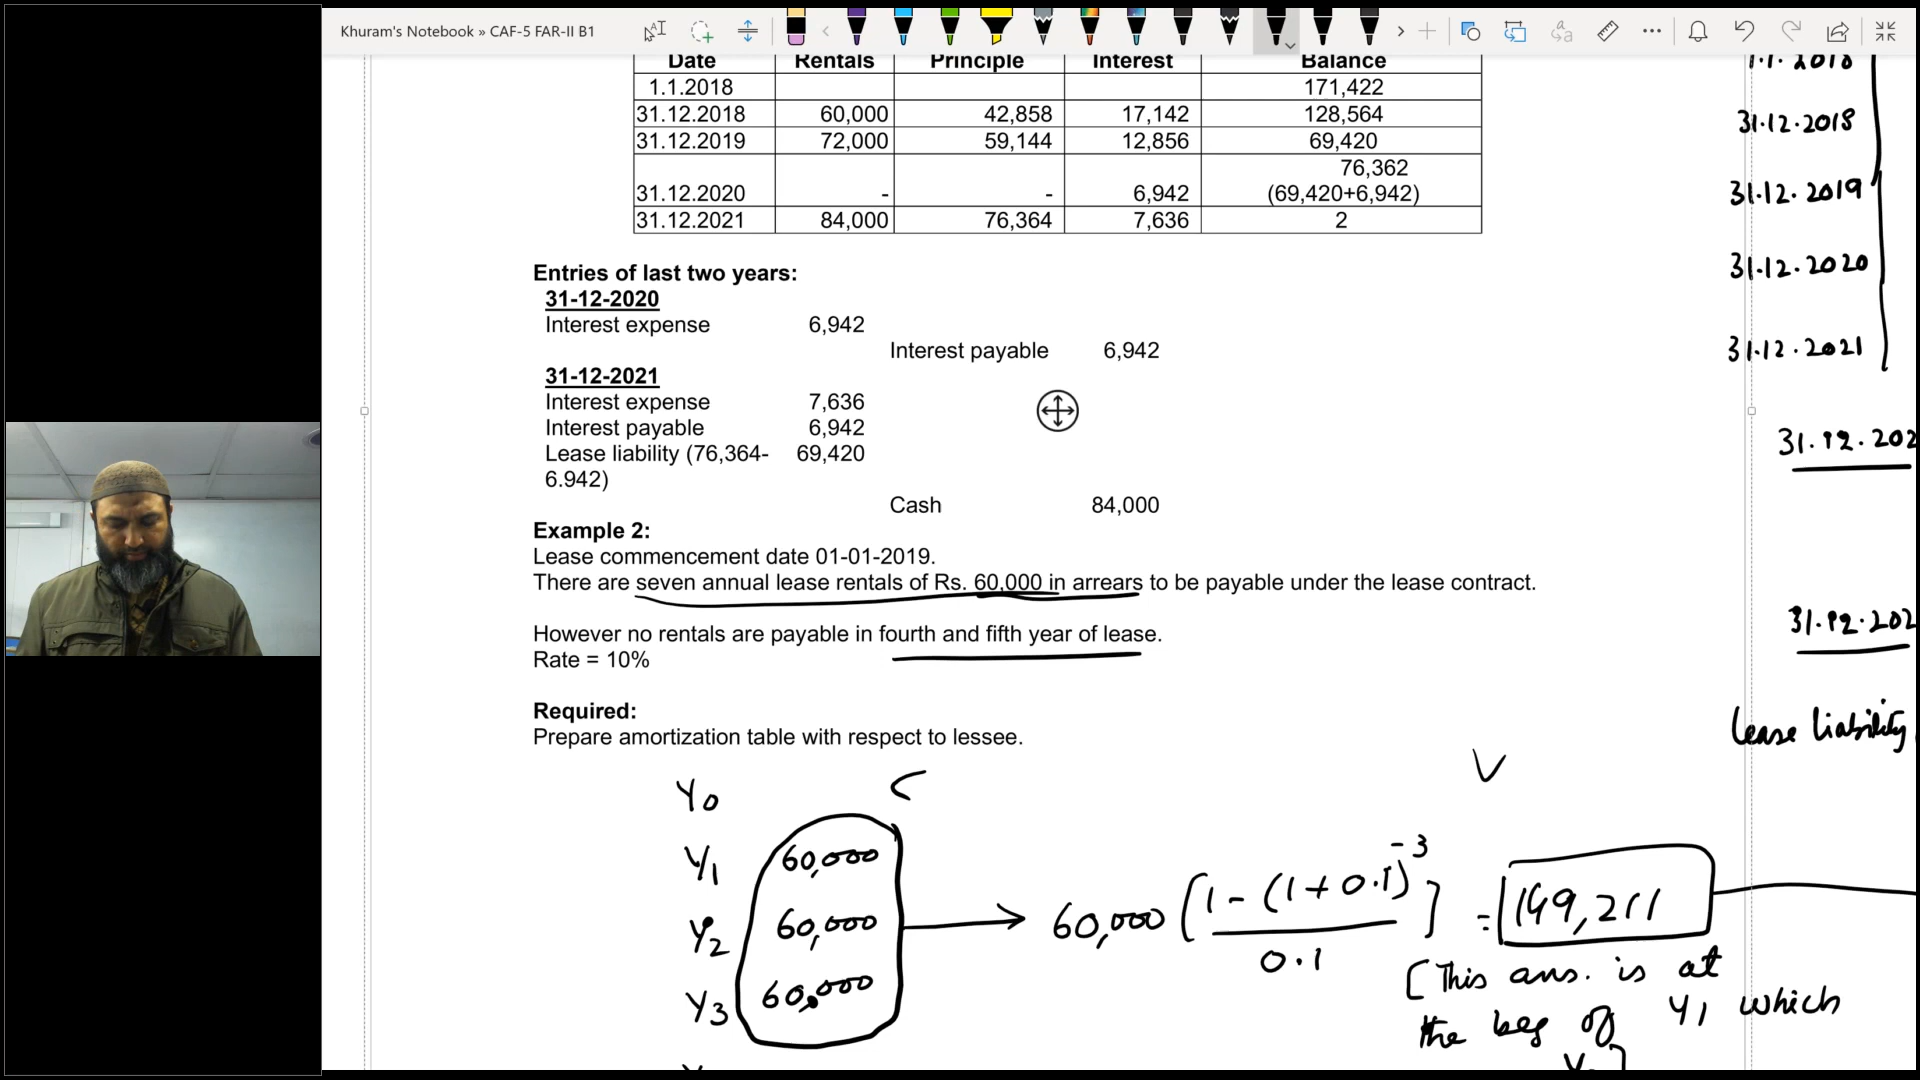 Khuram's Notebook » CAF-5 FAR-II B1
Date Rentals Principle Interest Balance
1.1.2018 171,422
31.12.2018 60,000 42,858 17,142 128,564
31.12.2019 72,000 59,144 12,856 69,420
76,362
31.12.2020 - - 6,942 (69,420+6,942)
31.12.2021 84,000 76,364 7,636 2
1.1.2018
31.12.2018
31.12.2019
31.12.2020
31.12.2021
31.12.202
31.12.202
lease liability
Entries of last two years:
31-12-2020
Interest expense 6,942
Interest payable 6,942
31-12-2021
Interest expense 7,636
Interest payable 6,942
Lease liability (76,364- 69,420
6.942)
Cash 84,000
Example 2:
Lease commencement date 01-01-2019.
There are seven annual lease rentals of Rs. 60,000 in arrears to be payable under the lease contract.
However no rentals are payable in fourth and fifth year of lease.
Rate = 10%
Required:
Prepare amortization table with respect to lessee.
Y0
Y1 60,000
Y2 60,000
Y3 60,000
60,000 [1 - (1+0.1)-3 / 0.1] = 149,211
[This ans. is at
the beg of Y1 which